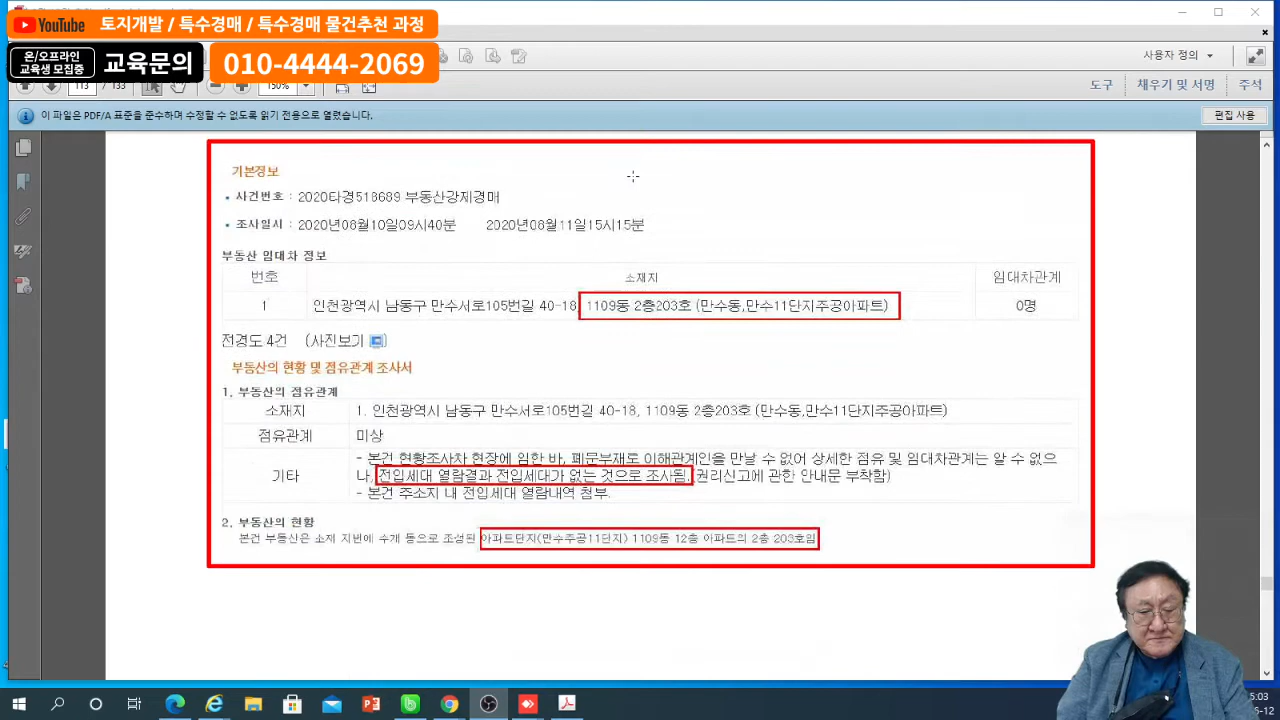 YouTube 토지개발 / 특수경매 / 특수경매 물건추천 과정
온/오프라인
교육생 모집중
교육문의 010-4444-2069
사용자 정의
113 / 133
150%
도구 채우기 및 서명 주석
이 파일은 PDF/A 표준을 준수하며 수정할 수 없도록 읽기 전용으로 열렸습니다.
편집 사용
기본정보
• 사건번호 : 2020타경518689 부동산강제경매
• 조사일시 : 2020년08월10일09시40분 2020년08월11일15시15분
부동산 임대차 정보
번호 소재지 임대차관계
1 인천광역시 남동구 만수서로105번길 40-18, 1109동 2층203호 (만수동,만수11단지주공아파트) 0명
전경도 4건 (사진보기)
부동산의 현황 및 점유관계 조사서
1. 부동산의 점유관계
소재지 1. 인천광역시 남동구 만수서로105번길 40-18, 1109동 2층203호 (만수동,만수11단지주공아파트)
점유관계 미상
기타 - 본건 현황조사차 현장에 임한 바, 폐문부재로 이해관계인을 만날 수 없어 상세한 점유 및 임대차관계는 알 수 없으
나, 전입세대 열람결과 전입세대가 없는 것으로 조사됨. (권리신고에 관한 안내문 부착함)
- 본건 주소지 내 전입세대 열람내역 첨부.
2. 부동산의 현황
본건 부동산은 소재 지번에 수개 동으로 조성된 아파트단지(만수주공11단지) 1109동 12층 아파트의 2층 203호임
5:03
-12